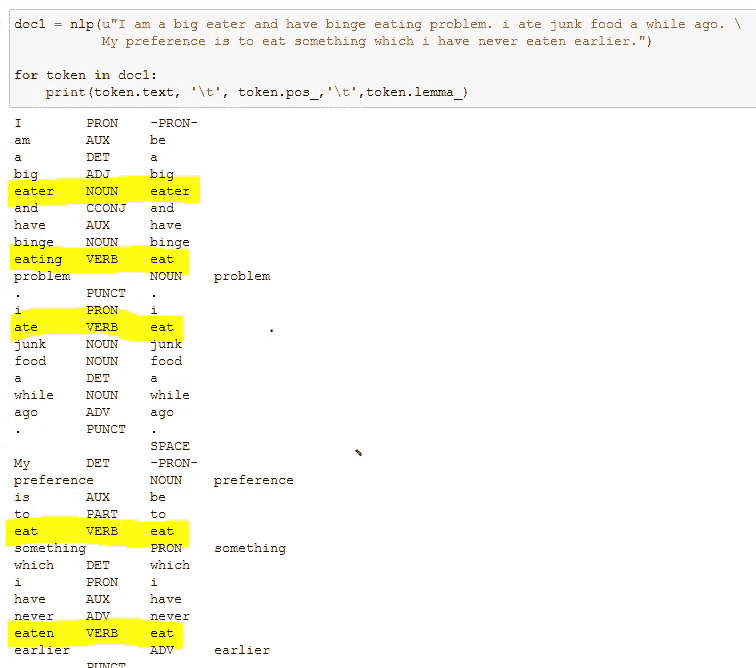 doc1 = nlp(u"I am a big eater and have binge eating problem. i ate junk food a while ago. \
My preference is to eat something which i have never eaten earlier.")
for token in doc1:
print(token.text, '\t', token.pos_,'\t',token.lemma_)
I PRON -PRON-
am AUX be
a DET a
big ADJ big
eater NOUN eater
and CCONJ and
have AUX have
binge NOUN binge
eating VERB eat
problem NOUN problem
. PUNCT .
i PRON i
ate VERB eat
junk NOUN junk
food NOUN food
a DET a
while NOUN while
ago ADV ago
. PUNCT .
SPACE
My DET -PRON-
preference NOUN preference
is AUX be
to PART to
eat VERB eat
something PRON something
which DET which
i PRON i
have AUX have
never ADV never
eaten VERB eat
earlier ADV earlier
PUNCT